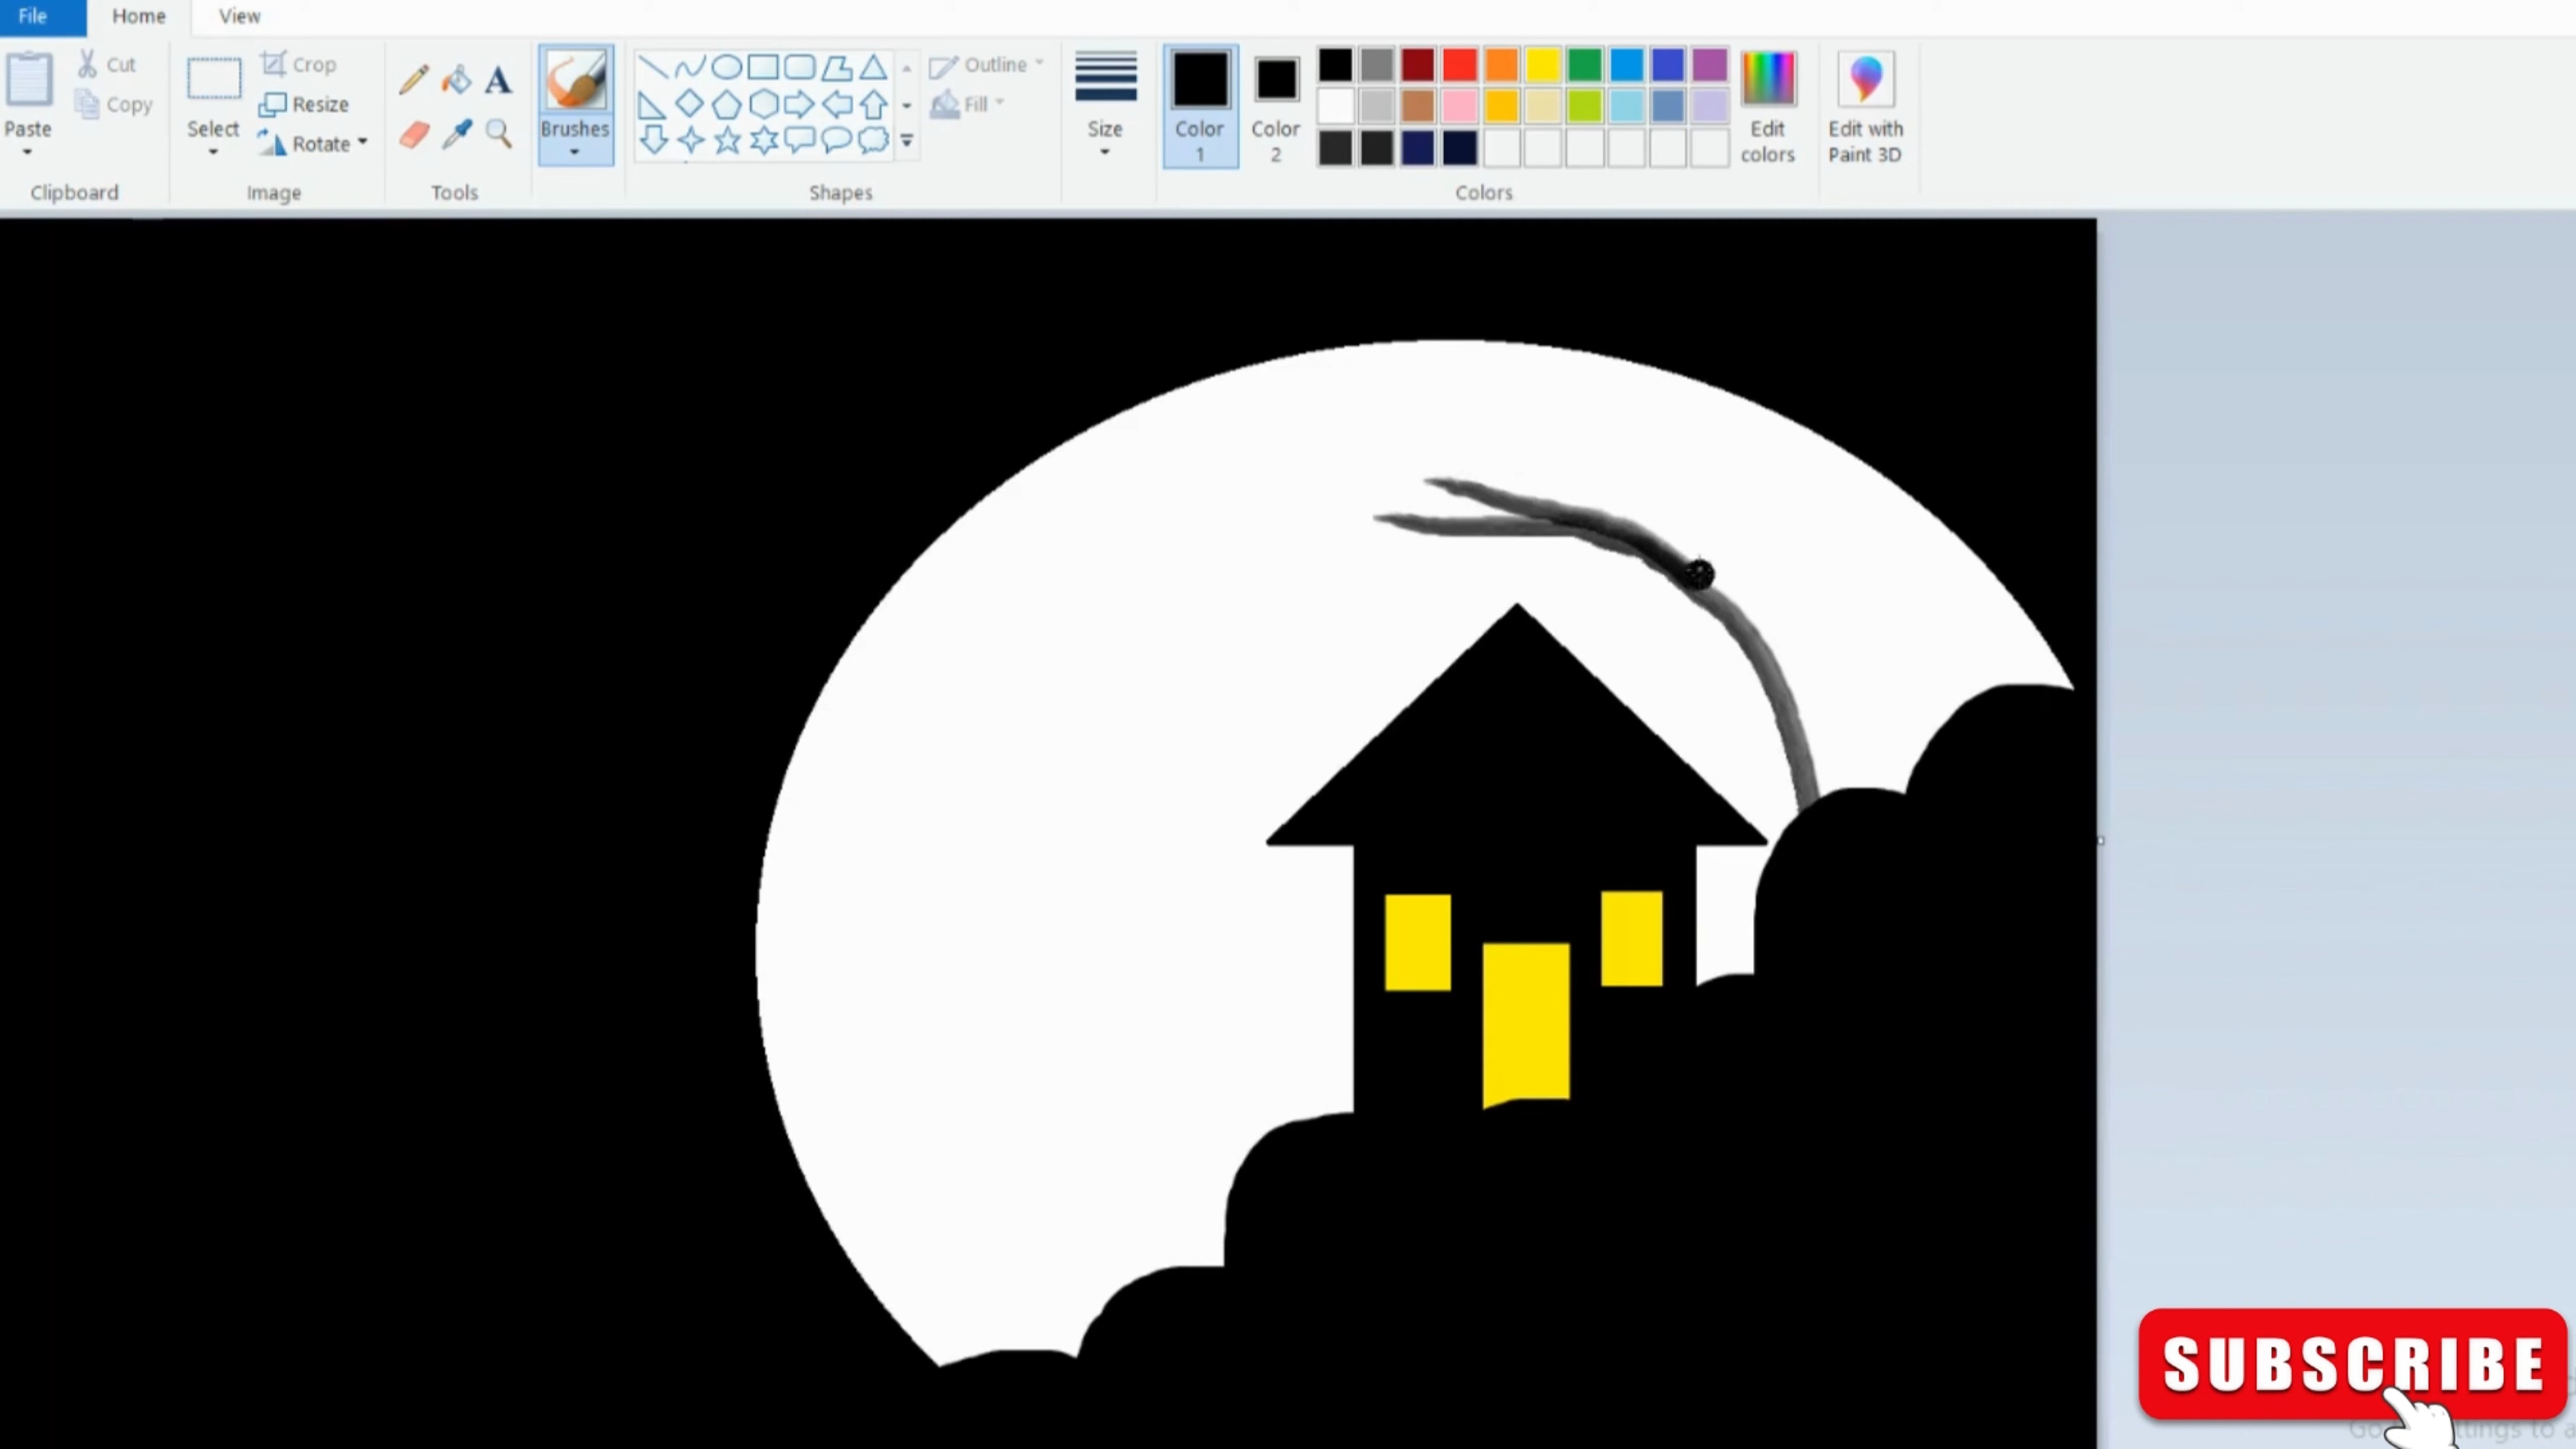 File Home View
Cut
Copy
Paste
Clipboard
Select
Crop
Resize
Rotate
Image
A
Tools
Brushes
Outline
Fill
Shapes
Size
Color
1
Color
2
Edit
colors
Colors
Edit with
Paint 3D
SUBSCRIBE